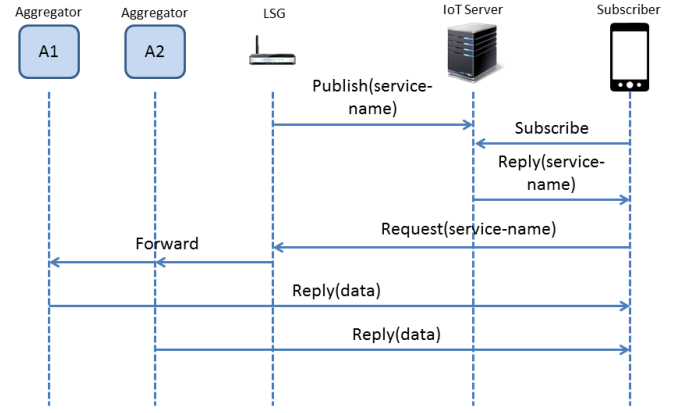 Aggregator
Aggregator
LSG
IoT Server
Subscriber
A1
A2
Publish(service-
name)
Subscribe
Reply(service-
name)
Request(service-name)
Forward
Reply(data)
Reply(data)